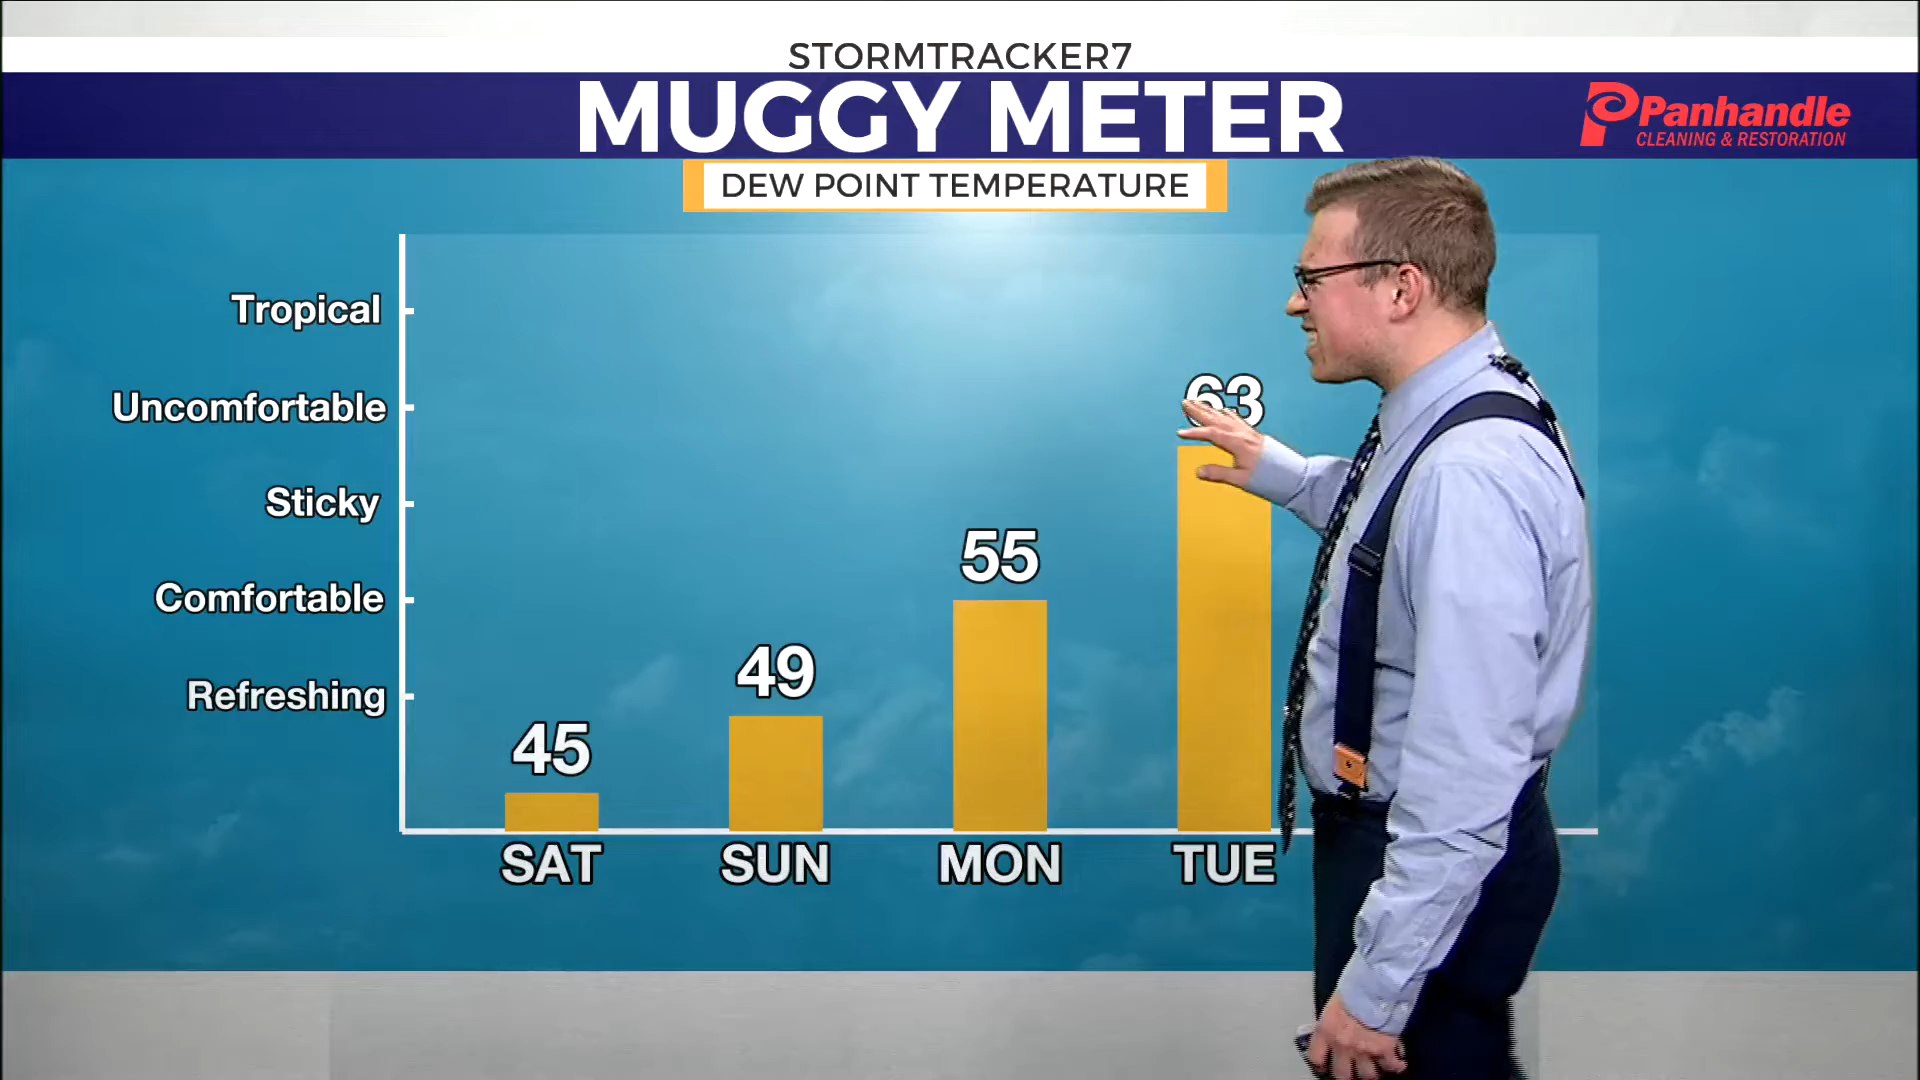 STORMTRACKER7
MUGGY METER
Panhandle
CLEANING & RESTORATION
DEW POINT TEMPERATURE
Tropical
Uncomfortable
Sticky
Comfortable
Refreshing
45
49
55
63
SAT
SUN
MON
TUE